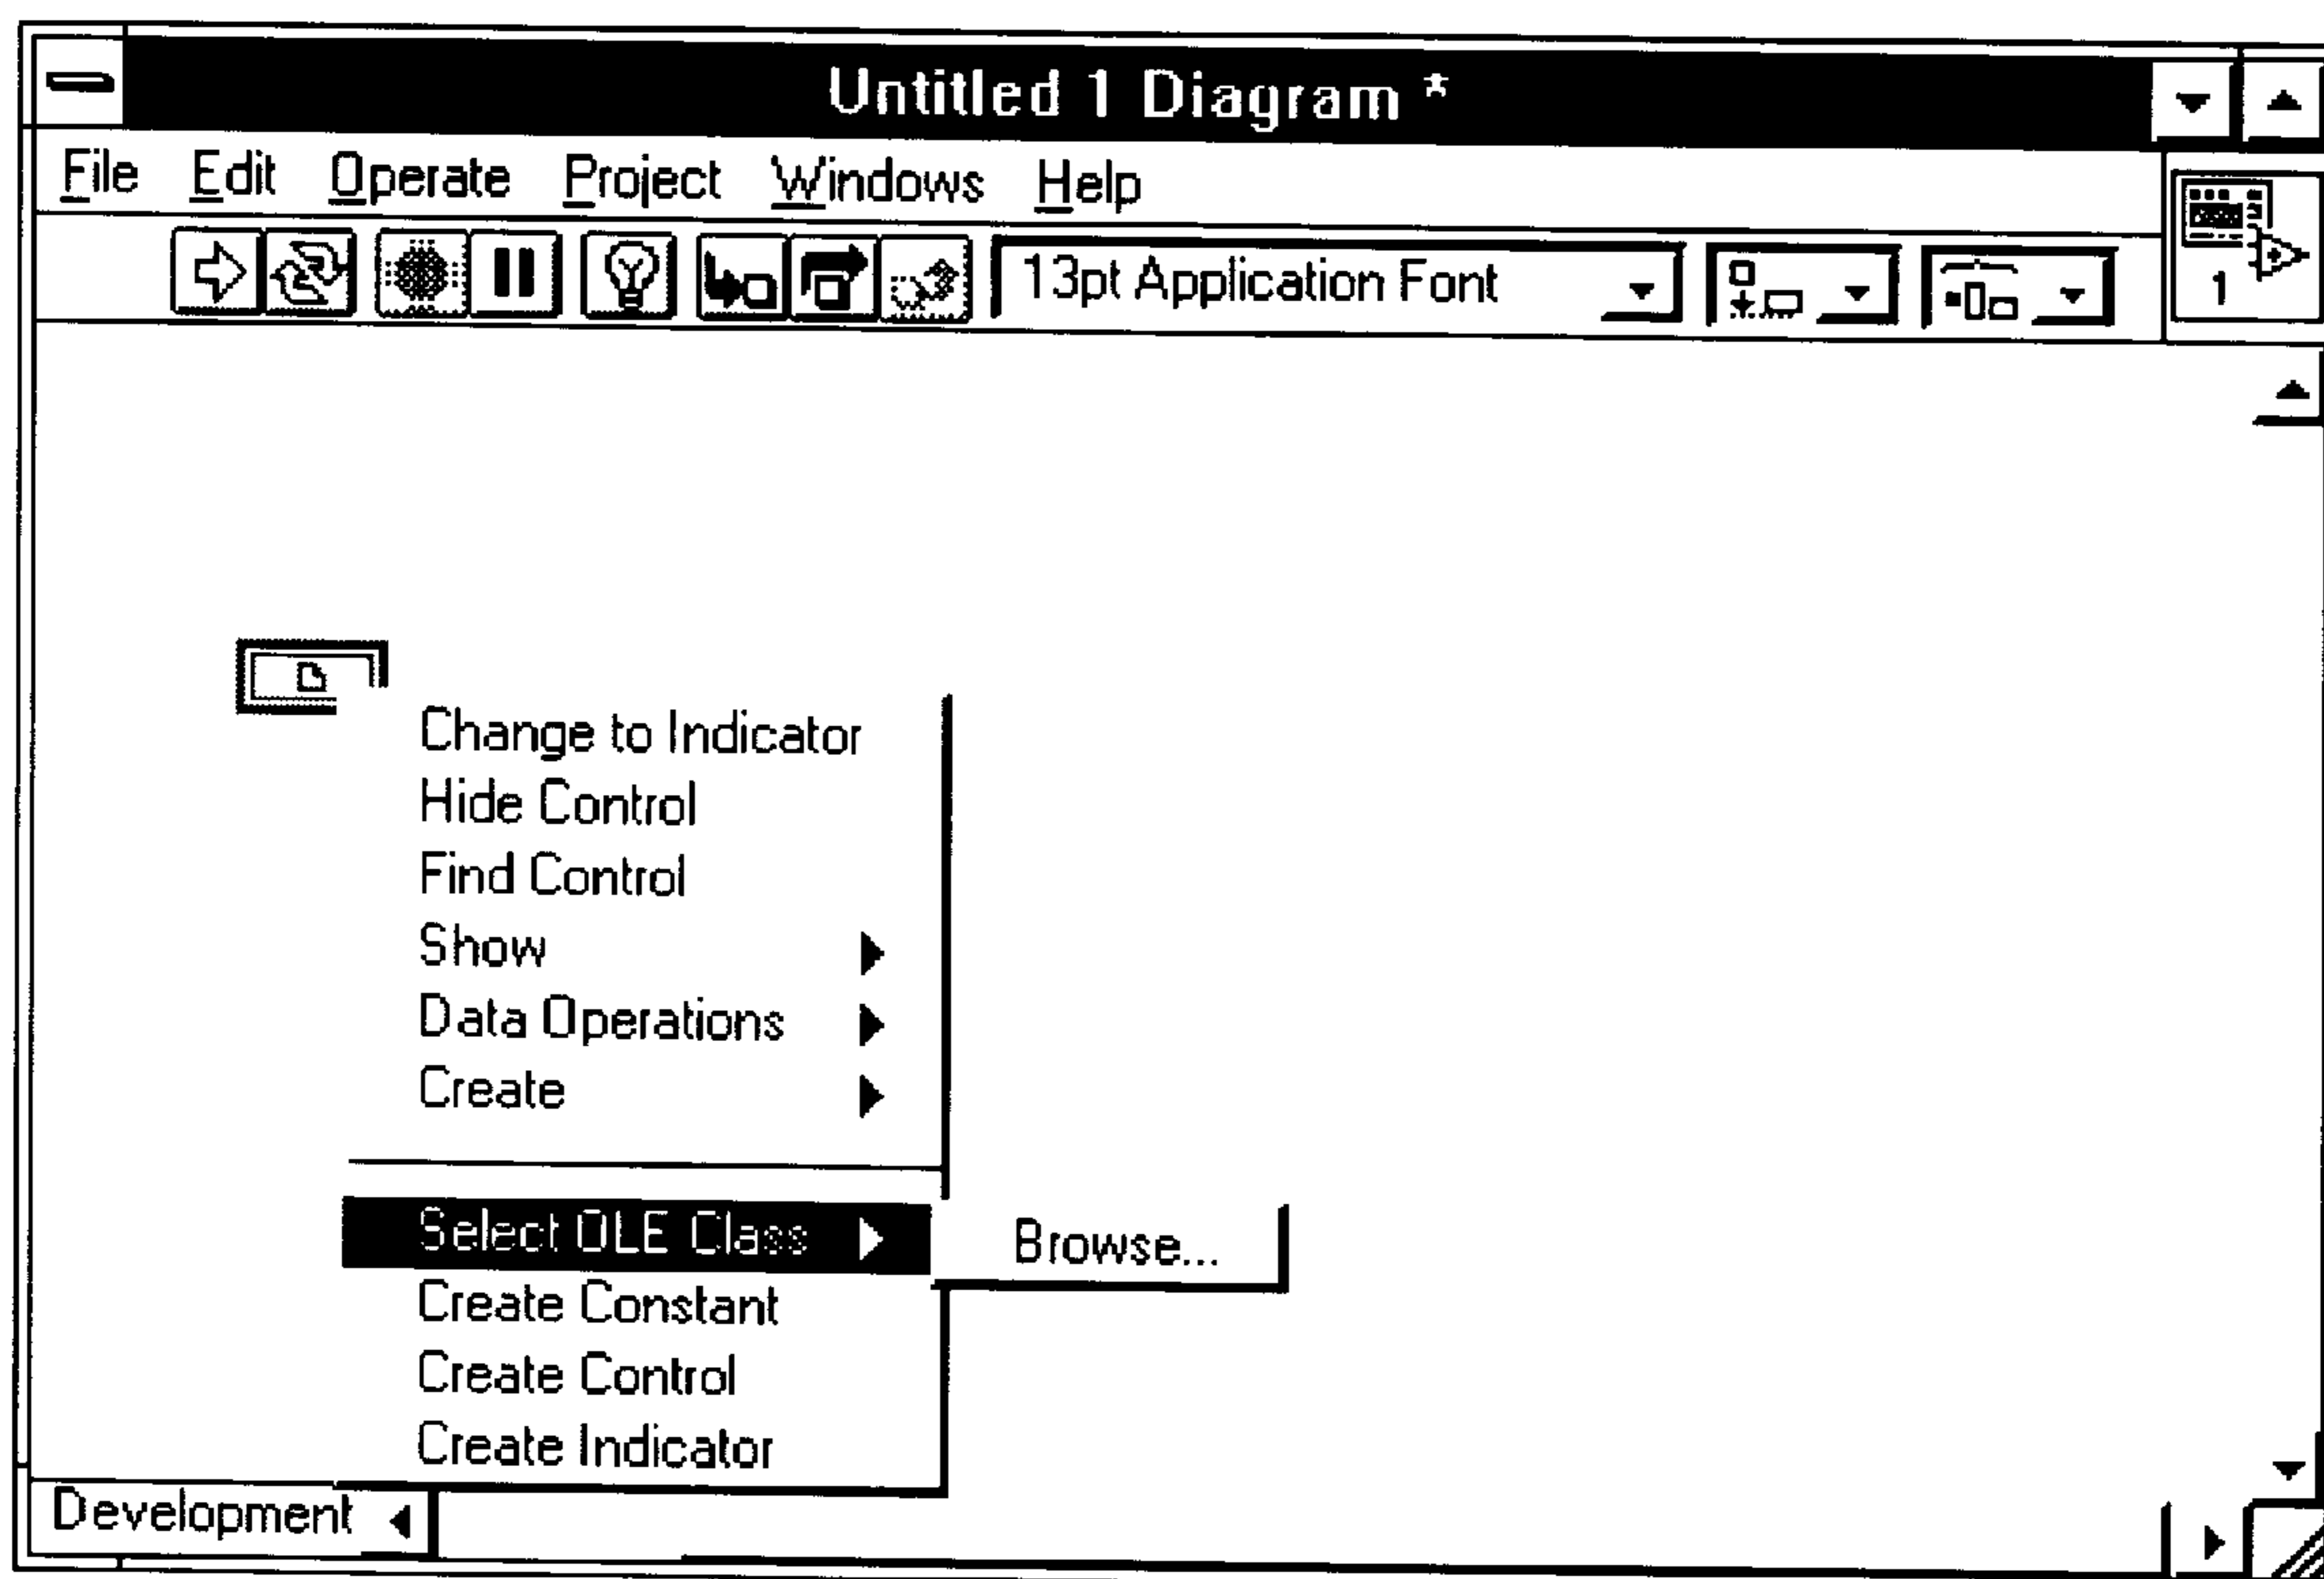 Untitled 1 Diagram *
File Edit Operate Project Windows Help
13pt Application Font
1
Change to Indicator
Hide Control
Find Control
Show
Data Operations
Create
Select OLE Class
Browse...
Create Constant
Create Control
Create Indicator
Development